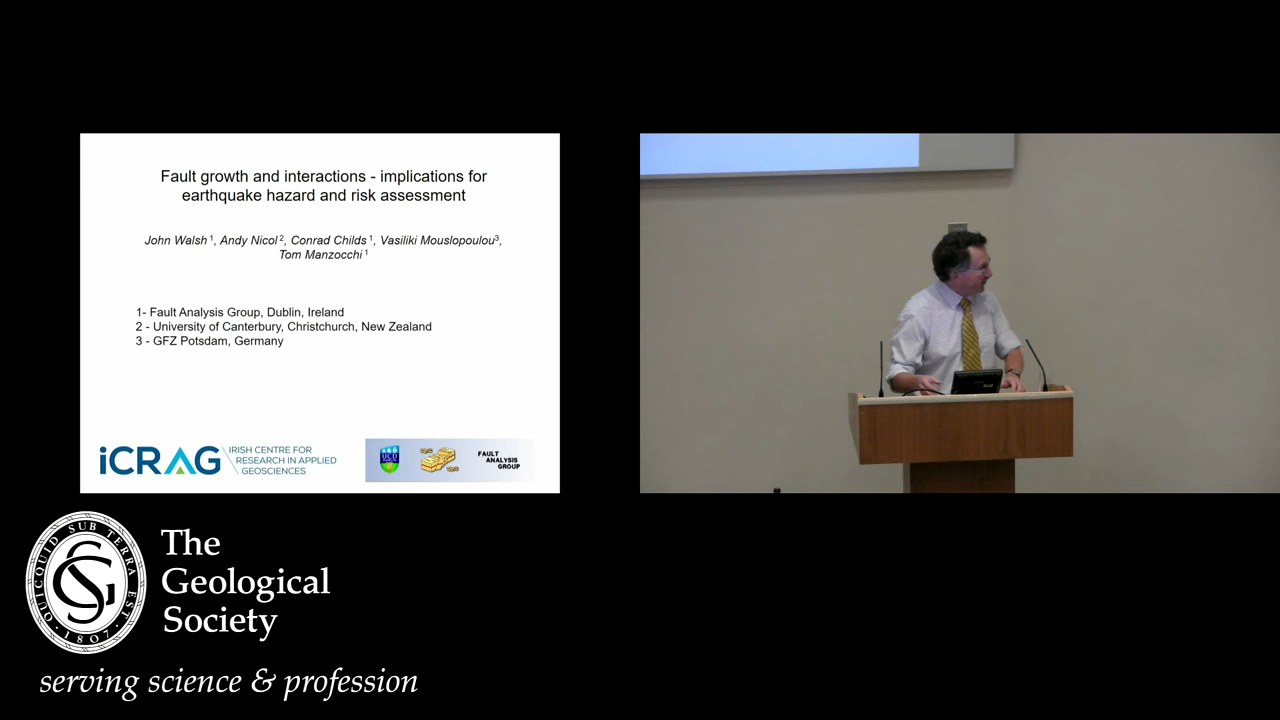 Fault growth and interactions - implications for
earthquake hazard and risk assessment
John Walsh ¹, Andy Nicol ², Conrad Childs ¹, Vasiliki Mouslopoulou³,
Tom Manzocchi ¹
1- Fault Analysis Group, Dublin, Ireland
2 - University of Canterbury, Christchurch, New Zealand
3 - GFZ Potsdam, Germany
iCRAG
IRISH CENTRE FOR
RESEARCH IN APPLIED
GEOSCIENCES
UCD
FAULT
ANALYSIS
GROUP
QUICQUID SUB TERRA EST
· 1807 ·
GS
The
Geological
Society
serving science & profession